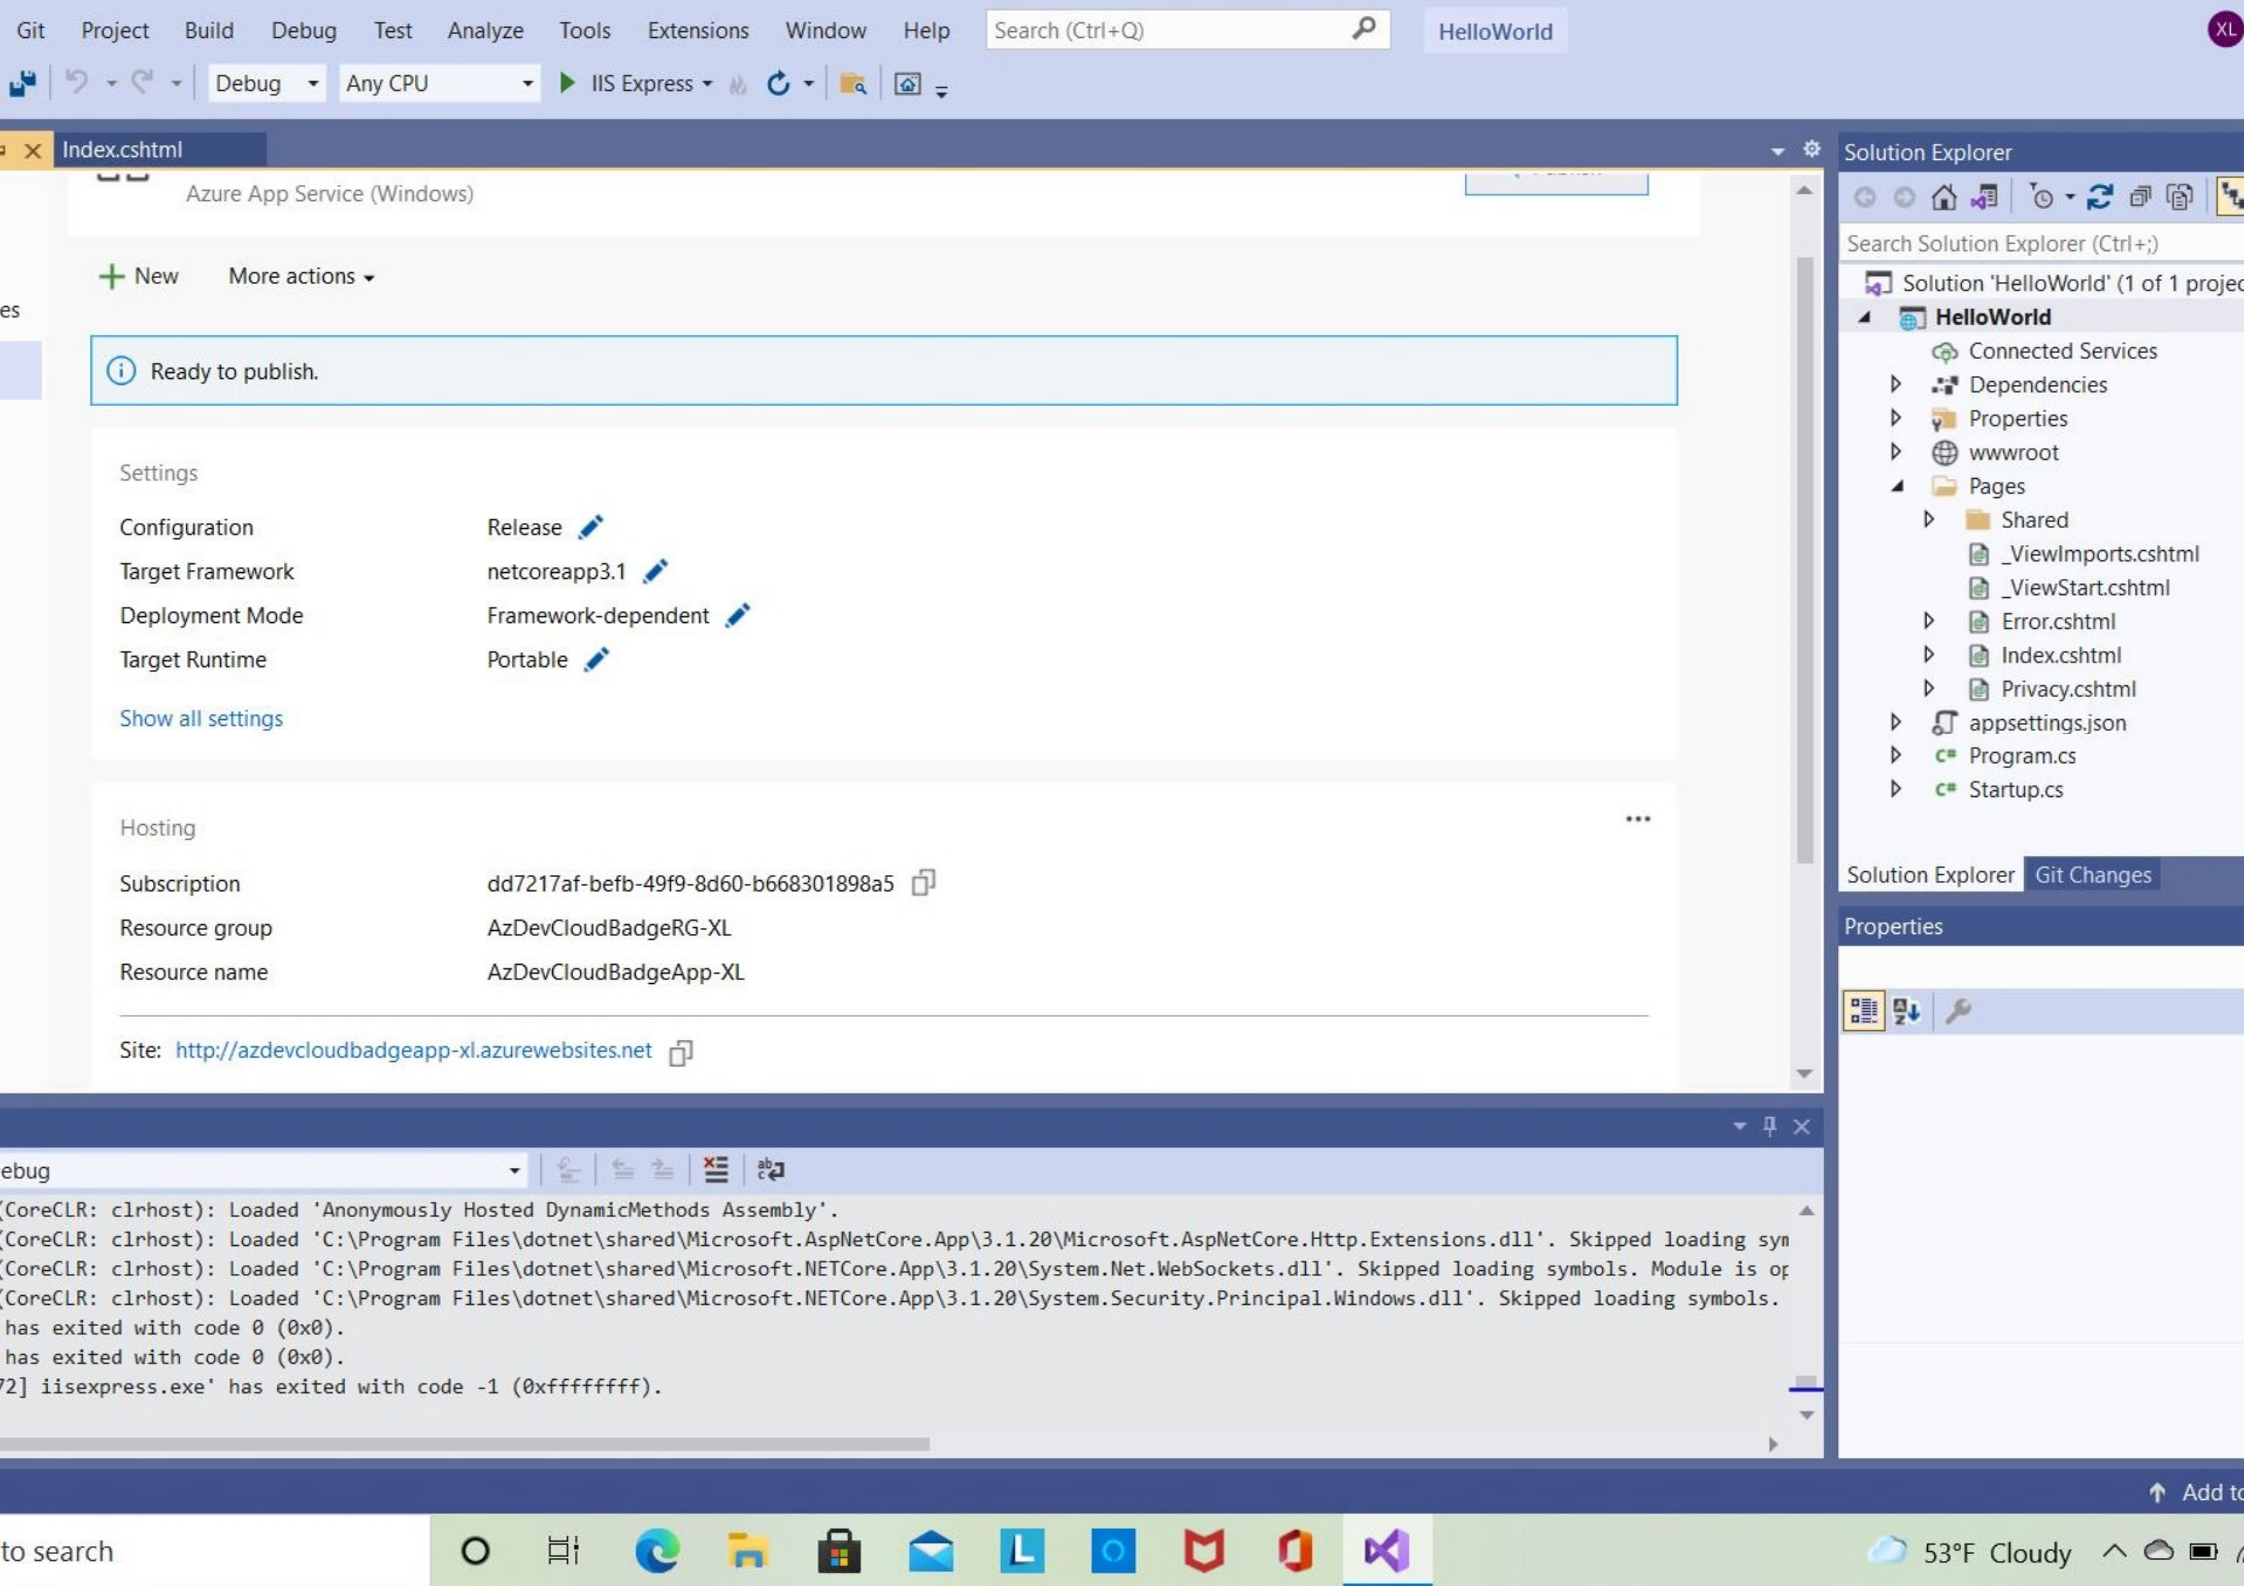 Git Project Build Debug Test Analyze Tools Extensions Window Help Search (Ctrl+Q) HelloWorld XL
Debug Any CPU IIS Express
Index.cshtml
Azure App Service (Windows)
New More actions
es
Ready to publish.
Settings
Configuration Release
Target Framework netcoreapp3.1
Deployment Mode Framework-dependent
Target Runtime Portable
Show all settings
Hosting
Subscription dd7217af-befb-49f9-8d60-b668301898a5
Resource group AzDevCloudBadgeRG-XL
Resource name AzDevCloudBadgeApp-XL
Site: http://azdevcloudbadgeapp-xl.azurewebsites.net
Solution Explorer
Search Solution Explorer (Ctrl+;)
Solution 'HelloWorld' (1 of 1 projec
HelloWorld
Connected Services
Dependencies
Properties
wwwroot
Pages
Shared
_ViewImports.cshtml
_ViewStart.cshtml
Error.cshtml
Index.cshtml
Privacy.cshtml
appsettings.json
C# Program.cs
C# Startup.cs
Solution Explorer Git Changes
Properties
ebug
(CoreCLR: clrhost): Loaded 'Anonymously Hosted DynamicMethods Assembly'.
(CoreCLR: clrhost): Loaded 'C:\Program Files\dotnet\shared\Microsoft.AspNetCore.App\3.1.20\Microsoft.AspNetCore.Http.Extensions.dll'. Skipped loading sym
(CoreCLR: clrhost): Loaded 'C:\Program Files\dotnet\shared\Microsoft.NETCore.App\3.1.20\System.Net.WebSockets.dll'. Skipped loading symbols. Module is op
(CoreCLR: clrhost): Loaded 'C:\Program Files\dotnet\shared\Microsoft.NETCore.App\3.1.20\System.Security.Principal.Windows.dll'. Skipped loading symbols.
has exited with code 0 (0x0).
has exited with code 0 (0x0).
72] iisexpress.exe' has exited with code -1 (0xffffffff).
Add to
to search
L
53°F Cloudy